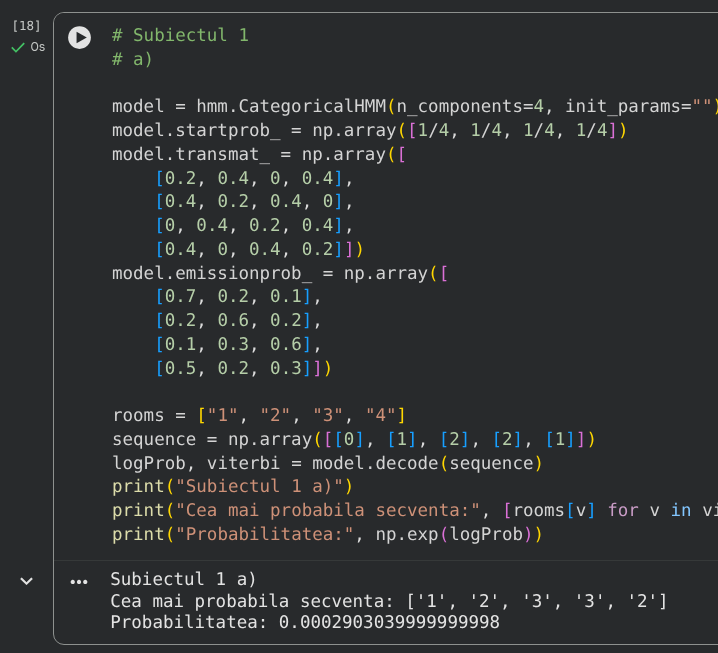 [18]
0s
# Subiectul 1
# a)
model = hmm.CategoricalHMM(n_components=4, init_params="")
model.startprob_ = np.array([1/4, 1/4, 1/4, 1/4])
model.transmat_ = np.array([
[0.2, 0.4, 0, 0.4],
[0.4, 0.2, 0.4, 0],
[0, 0.4, 0.2, 0.4],
[0.4, 0, 0.4, 0.2]])
model.emissionprob_ = np.array([
[0.7, 0.2, 0.1],
[0.2, 0.6, 0.2],
[0.1, 0.3, 0.6],
[0.5, 0.2, 0.3]])
rooms = ["1", "2", "3", "4"]
sequence = np.array([[0], [1], [2], [2], [1]])
logProb, viterbi = model.decode(sequence)
print("Subiectul 1 a)")
print("Cea mai probabila secventa:", [rooms[v] for v in vi
print("Probabilitatea:", np.exp(logProb))
Subiectul 1 a)
Cea mai probabila secventa: ['1', '2', '3', '3', '2']
Probabilitatea: 0.0002903039999999998